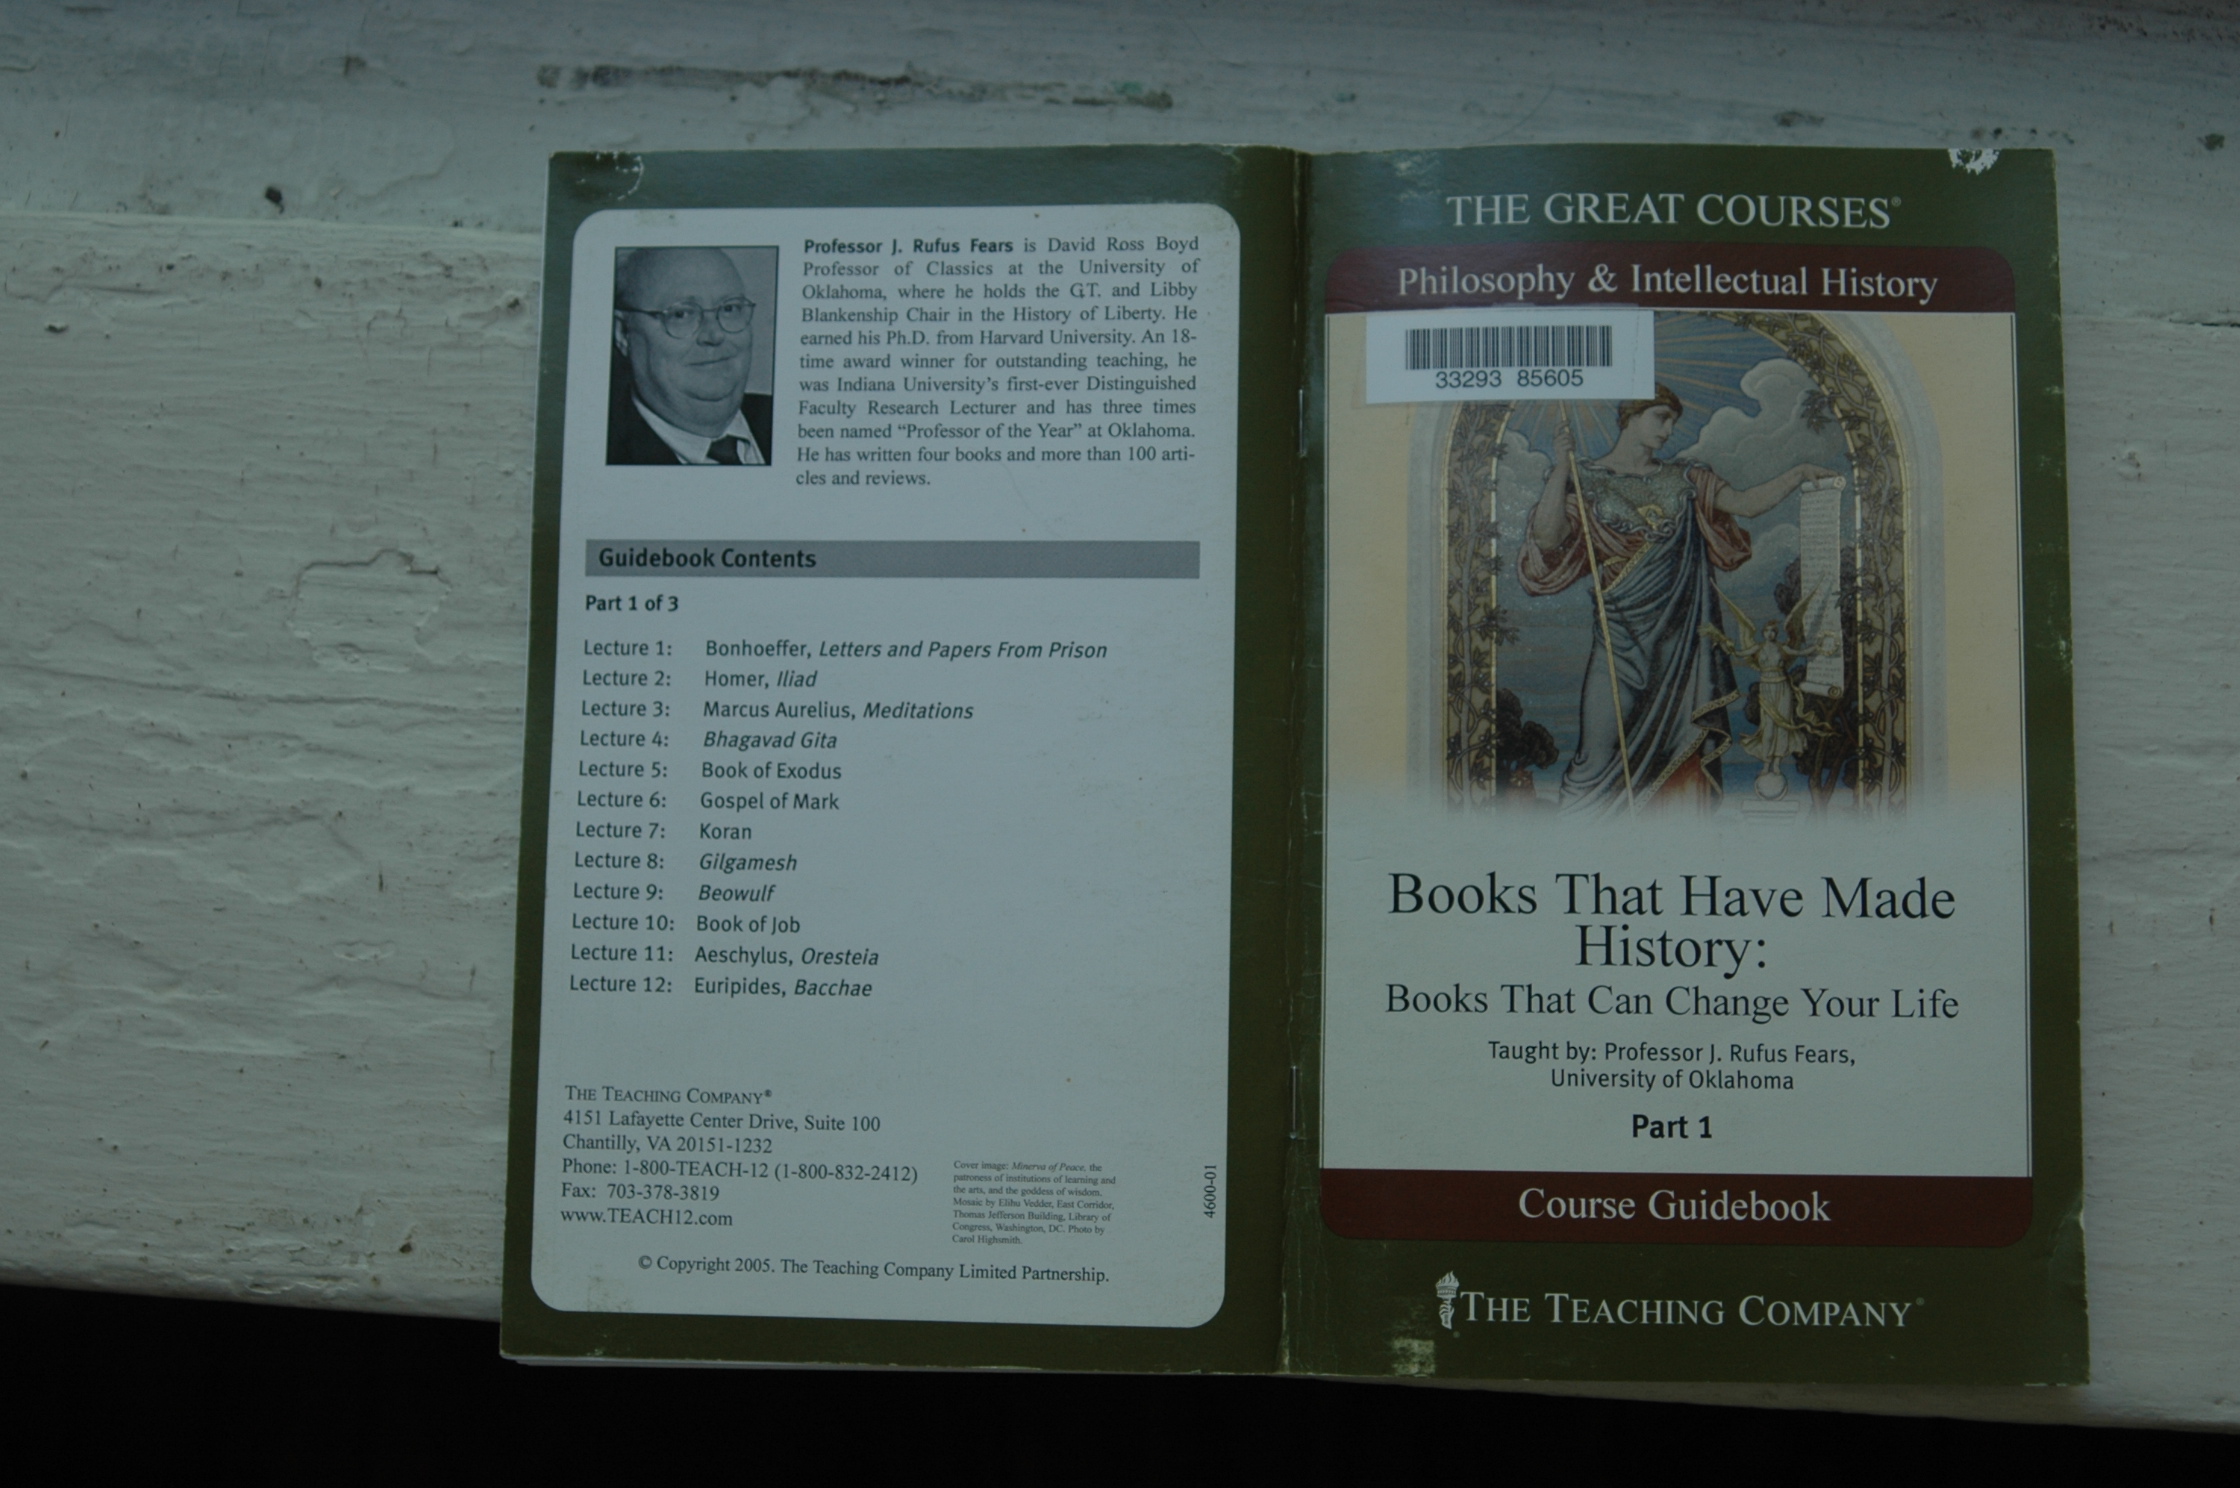 Professor J. Rufus Fears is David Ross Boyd
Professor of Classics at the University of
Oklahoma, where he holds the G.T. and Libby
Blankenship Chair in the History of Liberty. He
earned his Ph.D. from Harvard University. An 18-
time award winner for outstanding teaching, he
was Indiana University's first-ever Distinguished
Faculty Research Lecturer and has three times
been named “Professor of the Year” at Oklahoma.
He has written four books and more than 100 arti-
cles and reviews.
Guidebook Contents
Part 1 of 3
Lecture 1: Bonhoeffer, Letters and Papers From Prison
Lecture 2: Homer, Iliad
Lecture 3: Marcus Aurelius, Meditations
Lecture 4: Bhagavad Gita
Lecture 5: Book of Exodus
Lecture 6: Gospel of Mark
Lecture 7: Koran
Lecture 8: Gilgamesh
Lecture 9: Beowulf
Lecture 10: Book of Job
Lecture 11: Aeschylus, Oresteia
Lecture 12: Euripides, Bacchae
THE TEACHING COMPANY®
4151 Lafayette Center Drive, Suite 100
Chantilly, VA 20151-1232
Phone: 1-800-TEACH-12 (1-800-832-2412)
Fax: 703-378-3819
www.TEACH12.com
Cover image: Minerva of Peace, the
patroness of institutions of learning and
the arts, and the goddess of wisdom.
Mosaic by Elihu Vedder, East Corridor,
Thomas Jefferson Building, Library of
Congress, Washington, DC. Photo by
Carol Highsmith.
4600-01
© Copyright 2005. The Teaching Company Limited Partnership.
THE GREAT COURSES®
Philosophy & Intellectual History
33293 85605
Books That Have Made
History:
Books That Can Change Your Life
Taught by: Professor J. Rufus Fears,
University of Oklahoma
Part 1
Course Guidebook
THE TEACHING COMPANY®